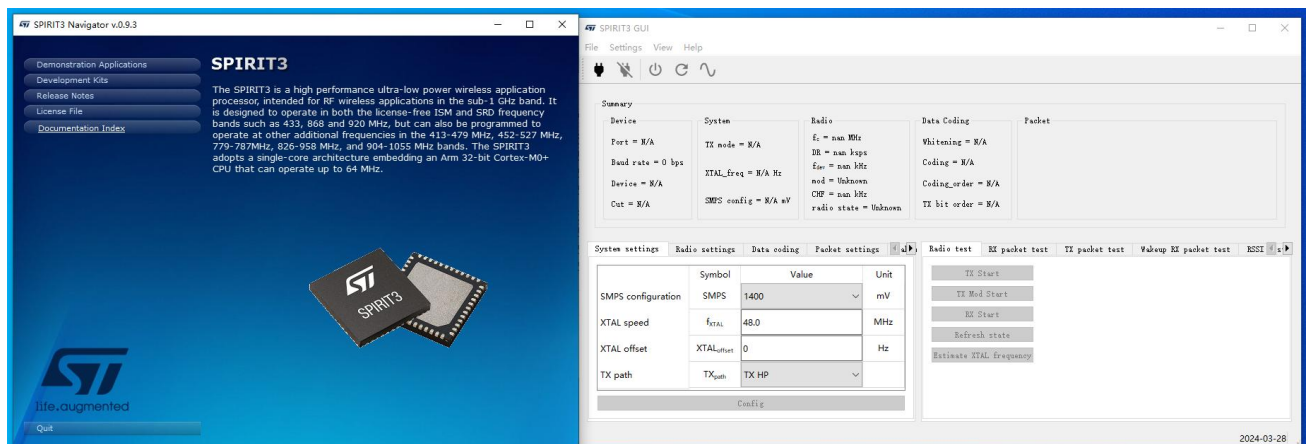 SPIRIT3 Navigator v.0.9.3
Demonstration Applications
Development Kits
Release Notes
License File
Documentation Index
SPIRIT3
The SPIRIT3 is a high performance ultra-low power wireless application
processor, intended for RF wireless applications in the sub-1 GHz band. It
is designed to operate in both the license-free ISM and SRD frequency
bands such as 433, 868 and 920 MHz, but can also be programmed to
operate at other additional frequencies in the 413-479 MHz, 452-527 MHz,
779-787MHz, 826-958 MHz, and 904-1055 MHz bands. The SPIRIT3
adopts a single-core architecture embedding an Arm 32-bit Cortex-M0+
CPU that can operate up to 64 MHz.
ST
SPIRIT3
ST
life.augmented
Quit
SPIRIT3 GUI
File Settings View Help
Summary
Device
Port = N/A
Baud rate = 0 bps
Device = N/A
Cut = N/A
System
TX mode = N/A
XTAL_freq = N/A Hz
SMPS config = N/A mV
Radio
fc = nan MHz
DR = nan ksps
fdev = nan kHz
mod = Unknown
CHF = nan kHz
radio state = Unknown
Data Coding
Whitening = N/A
Coding = N/A
Coding_order = N/A
TX bit order = N/A
Packet
System settings Radio settings Data coding Packet settings
Symbol Value Unit
SMPS configuration SMPS 1400 mV
XTAL speed fXTAL 48.0 MHz
XTAL offset XTALoffset 0 Hz
TX path TXpath TX HP
Config
Radio test RX packet test TX packet test Wakeup RX packet test RSSI
TX Start
TX Mod Start
RX Start
Refresh state
Estimate XTAL frequency
2024-03-28